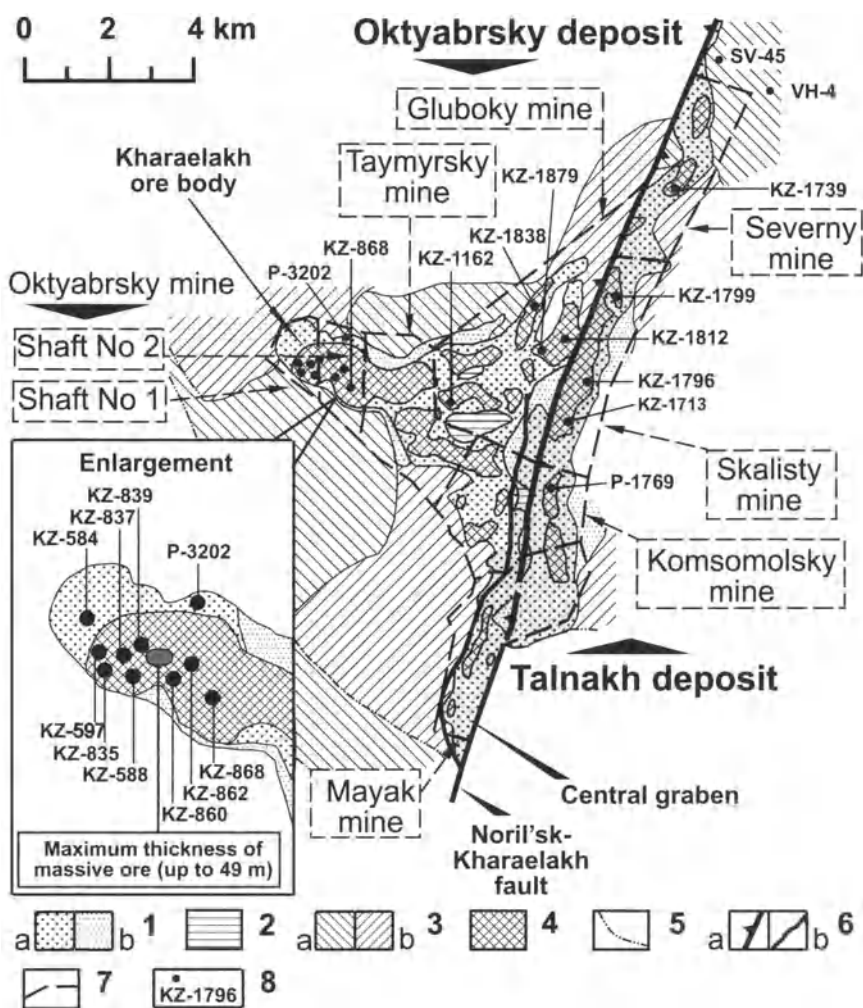 0 2 4 km
Oktyabrsky deposit
SV-45
VH-4
Gluboky mine
Kharaelakh
ore body
Taymyrsky
mine
KZ-1879
KZ-1739
KZ-868
KZ-1838
Severny
mine
P-3202
KZ-1162
Oktyabrsky mine
KZ-1799
Shaft No 2
KZ-1812
Shaft No 1
KZ-1796
KZ-1713
Enlargement
KZ-839
KZ-837
KZ-584
P-3202
P-1769
Skalisty
mine
Komsomolsky
mine
Talnakh deposit
KZ-597
KZ-835
KZ-588
KZ-868
KZ-862
KZ-860
Maximum thickness of
massive ore (up to 49 m)
Mayak
mine
Central graben
Noril'sk-
Kharaelakh
fault
a b 1 2 a b 3 4 5 a b 6
7 KZ-1796 8